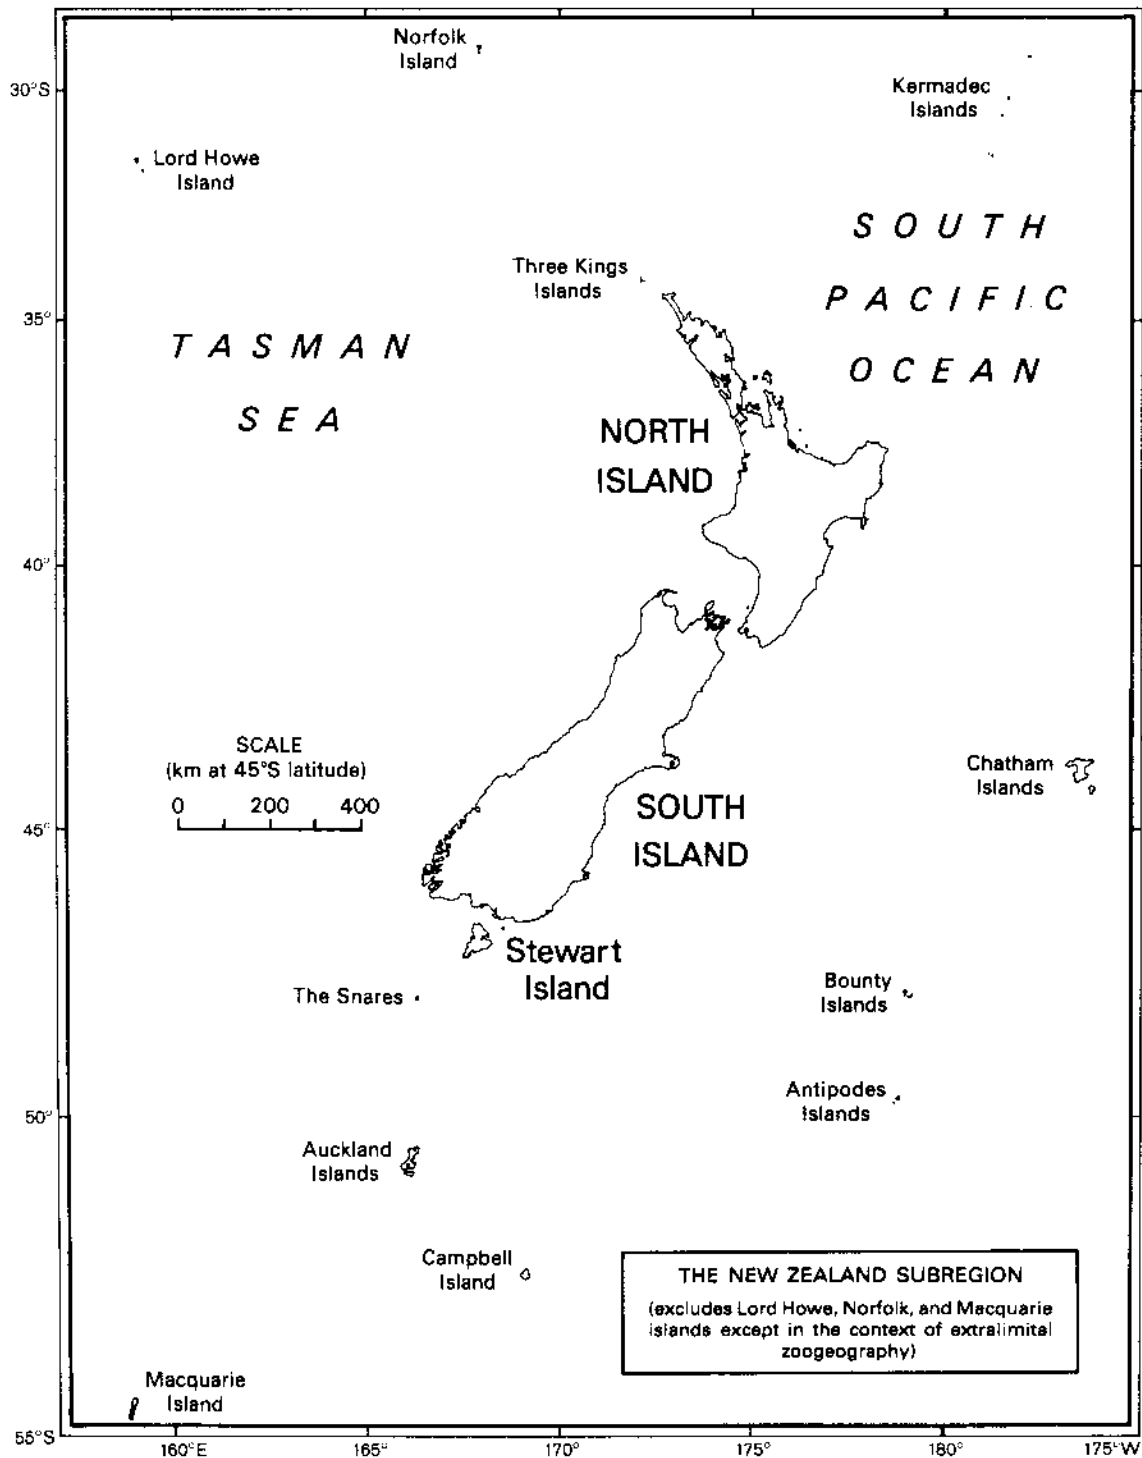 Norfolk
Island
Kermadec
Islands
30°S
Lord Howe
Island
SOUTH
PACIFIC
OCEAN
Three Kings
Islands
35°
TASMAN
SEA
NORTH
ISLAND
40°
SCALE
(km at 45°S latitude)
0 200 400
Chatham
Islands
SOUTH
ISLAND
45°
Stewart
Island
The Snares
Bounty
Islands
Antipodes
Islands
50°
Auckland
Islands
Campbell
Island
THE NEW ZEALAND SUBREGION
(excludes Lord Howe, Norfolk, and Macquarie
islands except in the context of extralimital
zoogeography)
Macquarie
Island
55°S
160°E 165° 170° 175° 180° 175°W